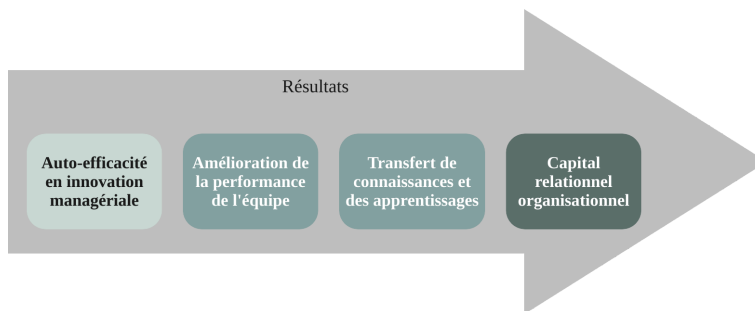 Résultats
Auto-efficacité
en innovation
managériale
Amélioration de
la performance
de l'équipe
Transfert de
connaissances et
des apprentissages
Capital
relationnel
organisationnel